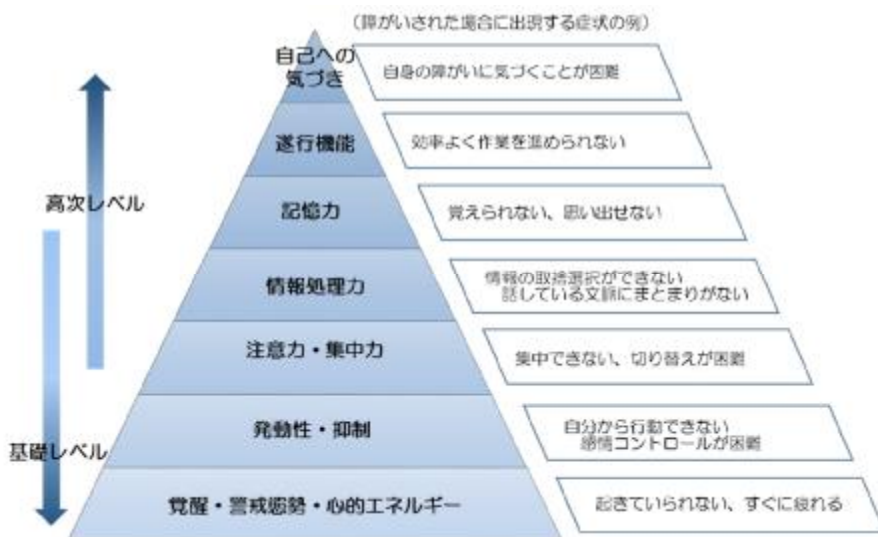 （障がいされた場合に出現する症状の例）
自己への
気づき
自身の障がいに気づくことが困難
遂行機能
効率よく作業を進められない
高次レベル
記憶力
覚えられない、思い出せない
情報処理力
情報の取捨選択ができない
話している文脈にまとまりがない
注意力・集中力
集中できない、切り替えが困難
基礎レベル
発動性・抑制
自分から行動できない
感情コントロールが困難
覚醒・警戒態勢・心的エネルギー
起きていられない、すぐに疲れる